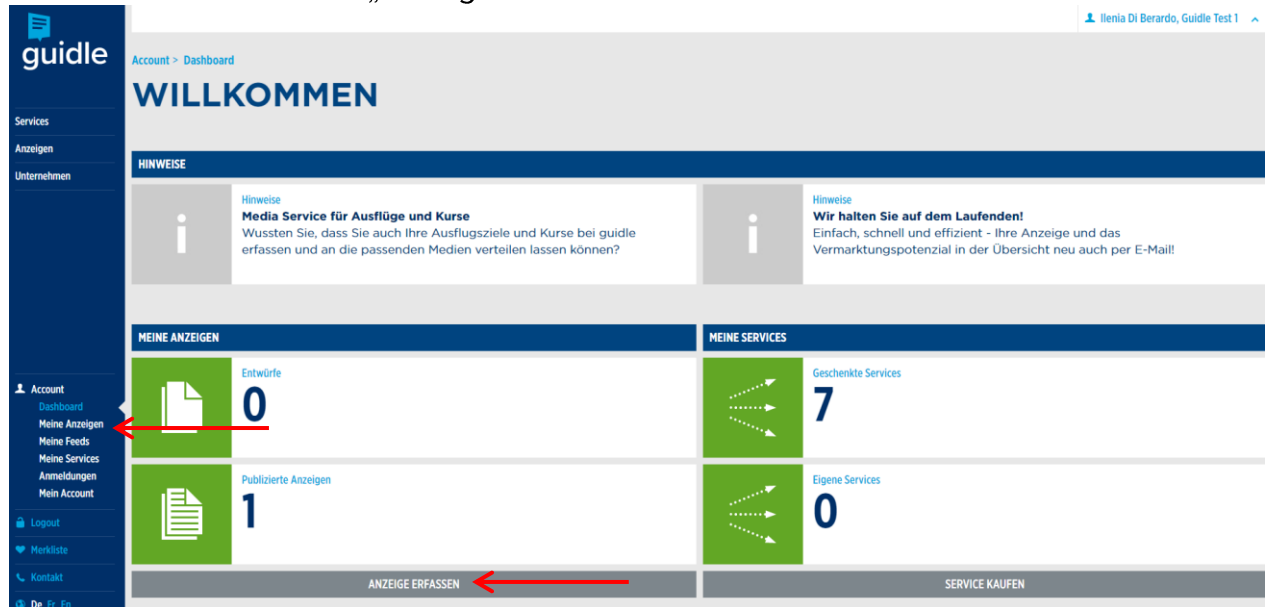 guidle
Ilenia Di Berardo, Guidle Test 1
Account > Dashboard
WILLKOMMEN
Services
Anzeigen
Unternehmen
HINWEISE
Hinweise
Media Service für Ausflüge und Kurse
Wussten Sie, dass Sie auch Ihre Ausflugsziele und Kurse bei guidle
erfassen und an die passenden Medien verteilen lassen können?
Hinweise
Wir halten Sie auf dem Laufenden!
Einfach, schnell und effizient - Ihre Anzeige und das
Vermarktungspotenzial in der Übersicht neu auch per E-Mail!
MEINE ANZEIGEN
Entwürfe
0
Publizierte Anzeigen
1
ANZEIGE ERFASSEN
MEINE SERVICES
Geschenkte Services
7
Eigene Services
0
SERVICE KAUFEN
Account
Dashboard
Meine Anzeigen
Meine Feeds
Meine Services
Anmeldungen
Mein Account
Logout
Merkliste
Kontakt
De Fr En